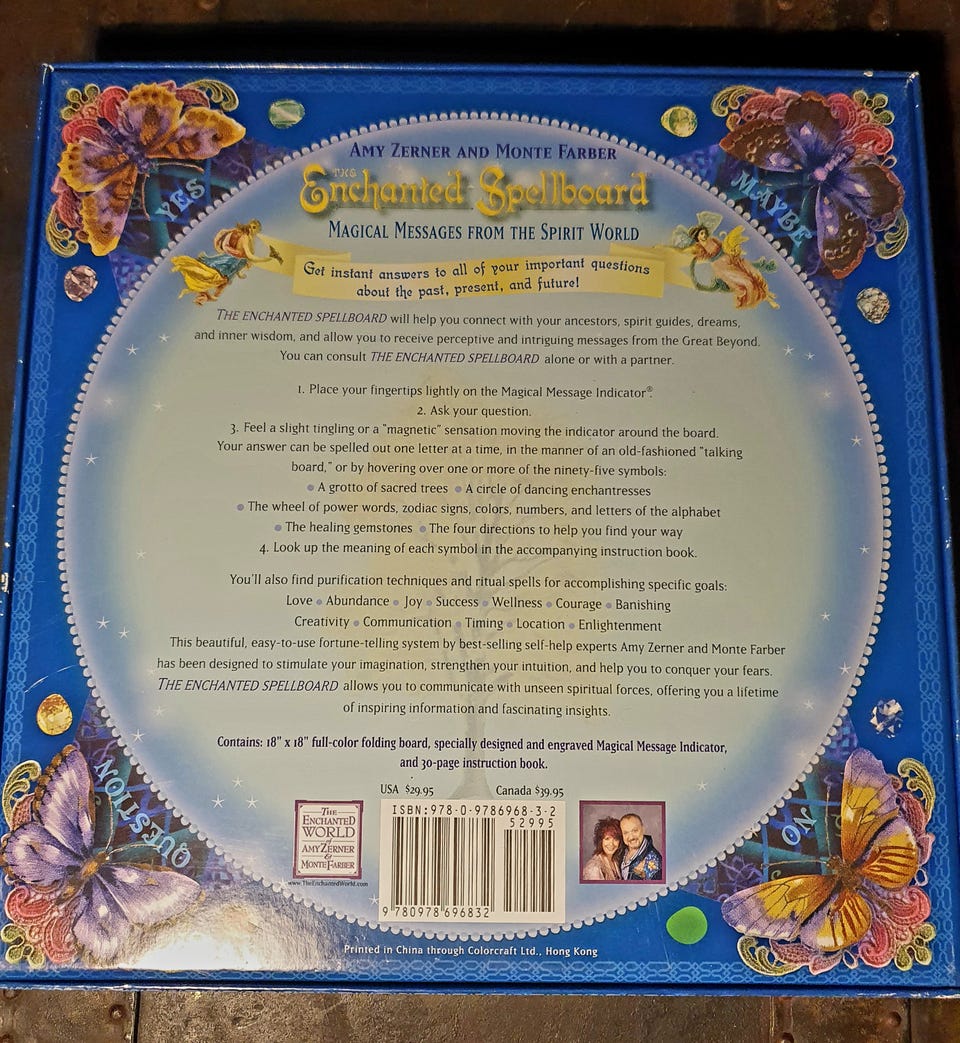 AMY ZERNER AND MONTE FARBER
THE
Enchanted Spellboard
MAGICAL MESSAGES FROM THE SPIRIT WORLD
YES
MAYBE
Get instant answers to all of your important questions
about the past, present, and future!
THE ENCHANTED SPELLBOARD will help you connect with your ancestors, spirit guides, dreams,
and inner wisdom, and allow you to receive perceptive and intriguing messages from the Great Beyond.
You can consult THE ENCHANTED SPELLBOARD alone or with a partner.
1. Place your fingertips lightly on the Magical Message Indicator®.
2. Ask your question.
3. Feel a slight tingling or a "magnetic" sensation moving the indicator around the board.
Your answer can be spelled out one letter at a time, in the manner of an old-fashioned "talking
board," or by hovering over one or more of the ninety-five symbols:
• A grotto of sacred trees • A circle of dancing enchantresses
• The wheel of power words, zodiac signs, colors, numbers, and letters of the alphabet
• The healing gemstones • The four directions to help you find your way
4. Look up the meaning of each symbol in the accompanying instruction book.
You'll also find purification techniques and ritual spells for accomplishing specific goals:
Love • Abundance • Joy • Success • Wellness • Courage • Banishing
Creativity • Communication • Timing • Location • Enlightenment
This beautiful, easy-to-use fortune-telling system by best-selling self-help experts Amy Zerner and Monte Farber
has been designed to stimulate your imagination, strengthen your intuition, and help you to conquer your fears.
THE ENCHANTED SPELLBOARD allows you to communicate with unseen spiritual forces, offering you a lifetime
of inspiring information and fascinating insights.
Contains: 18" x 18" full-color folding board, specially designed and engraved Magical Message Indicator,
and 30-page instruction book.
QUESTION
NO
USA $29.95 Canada $39.95
THE
ENCHANTED
WORLD
of
AMY ZERNER
&
MONTE FARBER
www.TheEnchantedWorld.com
ISBN:978-0-9786968-3-2
52995
9 780978 696832
Printed in China through Colorcraft Ltd., Hong Kong